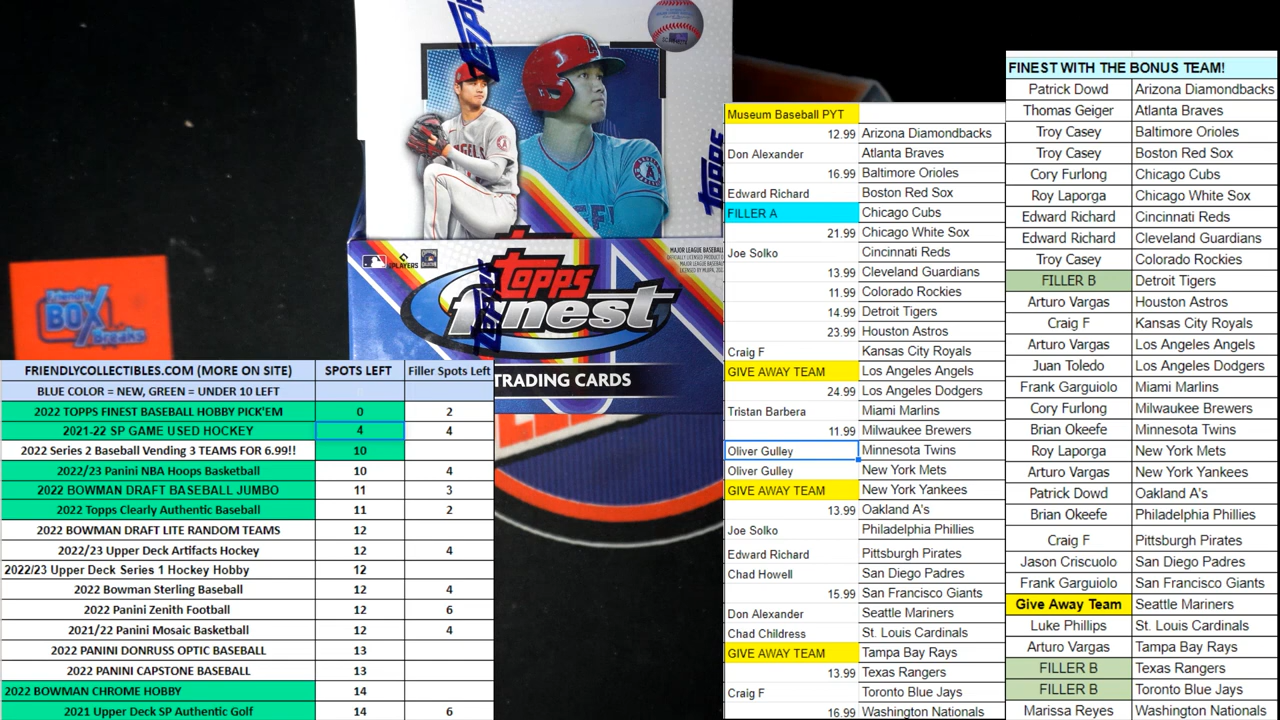 topps
topps
A
ANGELS
MLB PLAYERS
MAJOR LEAGUE BASEBALL
OFFICIALLY LICENSED PRODUCT
topps
finest
TRADING CARDS
Friendly
BOX
Breaks
FRIENDLYCOLLECTIBLES.COM (MORE ON SITE) SPOTS LEFT Filler Spots Left
BLUE COLOR = NEW, GREEN = UNDER 10 LEFT
2022 TOPPS FINEST BASEBALL HOBBY PICK'EM 0 2
2021-22 SP GAME USED HOCKEY 4 4
2022 Series 2 Baseball Vending 3 TEAMS FOR 6.99!! 10
2022/23 Panini NBA Hoops Basketball 10 4
2022 BOWMAN DRAFT BASEBALL JUMBO 11 3
2022 Topps Clearly Authentic Baseball 11 2
2022 BOWMAN DRAFT LITE RANDOM TEAMS 12
2022/23 Upper Deck Artifacts Hockey 12 4
2022/23 Upper Deck Series 1 Hockey Hobby 12
2022 Bowman Sterling Baseball 12 4
2022 Panini Zenith Football 12 6
2021/22 Panini Mosaic Basketball 12 4
2022 PANINI DONRUSS OPTIC BASEBALL 13
2022 PANINI CAPSTONE BASEBALL 13
2022 BOWMAN CHROME HOBBY 14
2021 Upper Deck SP Authentic Golf 14 6
Museum Baseball PYT
12.99 Arizona Diamondbacks
Don Alexander Atlanta Braves
16.99 Baltimore Orioles
Edward Richard Boston Red Sox
FILLER A Chicago Cubs
21.99 Chicago White Sox
Joe Solko Cincinnati Reds
13.99 Cleveland Guardians
11.99 Colorado Rockies
14.99 Detroit Tigers
23.99 Houston Astros
Craig F Kansas City Royals
GIVE AWAY TEAM Los Angeles Angels
24.99 Los Angeles Dodgers
Tristan Barbera Miami Marlins
11.99 Milwaukee Brewers
Oliver Gulley Minnesota Twins
Oliver Gulley New York Mets
GIVE AWAY TEAM New York Yankees
13.99 Oakland A's
Joe Solko Philadelphia Phillies
Edward Richard Pittsburgh Pirates
Chad Howell San Diego Padres
15.99 San Francisco Giants
Don Alexander Seattle Mariners
Chad Childress St. Louis Cardinals
GIVE AWAY TEAM Tampa Bay Rays
13.99 Texas Rangers
Craig F Toronto Blue Jays
16.99 Washington Nationals
FINEST WITH THE BONUS TEAM!
Patrick Dowd Arizona Diamondbacks
Thomas Geiger Atlanta Braves
Troy Casey Baltimore Orioles
Troy Casey Boston Red Sox
Cory Furlong Chicago Cubs
Roy Laporga Chicago White Sox
Edward Richard Cincinnati Reds
Edward Richard Cleveland Guardians
Troy Casey Colorado Rockies
FILLER B Detroit Tigers
Arturo Vargas Houston Astros
Craig F Kansas City Royals
Arturo Vargas Los Angeles Angels
Juan Toledo Los Angeles Dodgers
Frank Garguiolo Miami Marlins
Cory Furlong Milwaukee Brewers
Brian Okeefe Minnesota Twins
Roy Laporga New York Mets
Arturo Vargas New York Yankees
Patrick Dowd Oakland A's
Brian Okeefe Philadelphia Phillies
Craig F Pittsburgh Pirates
Jason Criscuolo San Diego Padres
Frank Garguiolo San Francisco Giants
Give Away Team Seattle Mariners
Luke Phillips St. Louis Cardinals
Arturo Vargas Tampa Bay Rays
FILLER B Texas Rangers
FILLER B Toronto Blue Jays
Marissa Reyes Washington Nationals